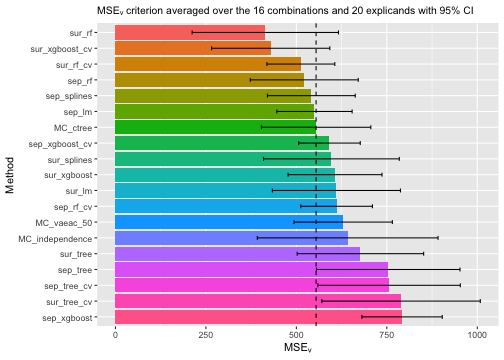 MSEv criterion averaged over the 16 combinations and 20 explicands with 95% CI
Method
sur_rf
sur_xgboost_cv
sur_rf_cv
sep_rf
sep_splines
sep_lm
MC_ctree
sep_xgboost_cv
sur_splines
sur_xgboost
sur_lm
sep_rf_cv
MC_vaeac_50
MC_independence
sur_tree
sep_tree
sep_tree_cv
sur_tree_cv
sep_xgboost
0 250 500 750 1000
MSEv